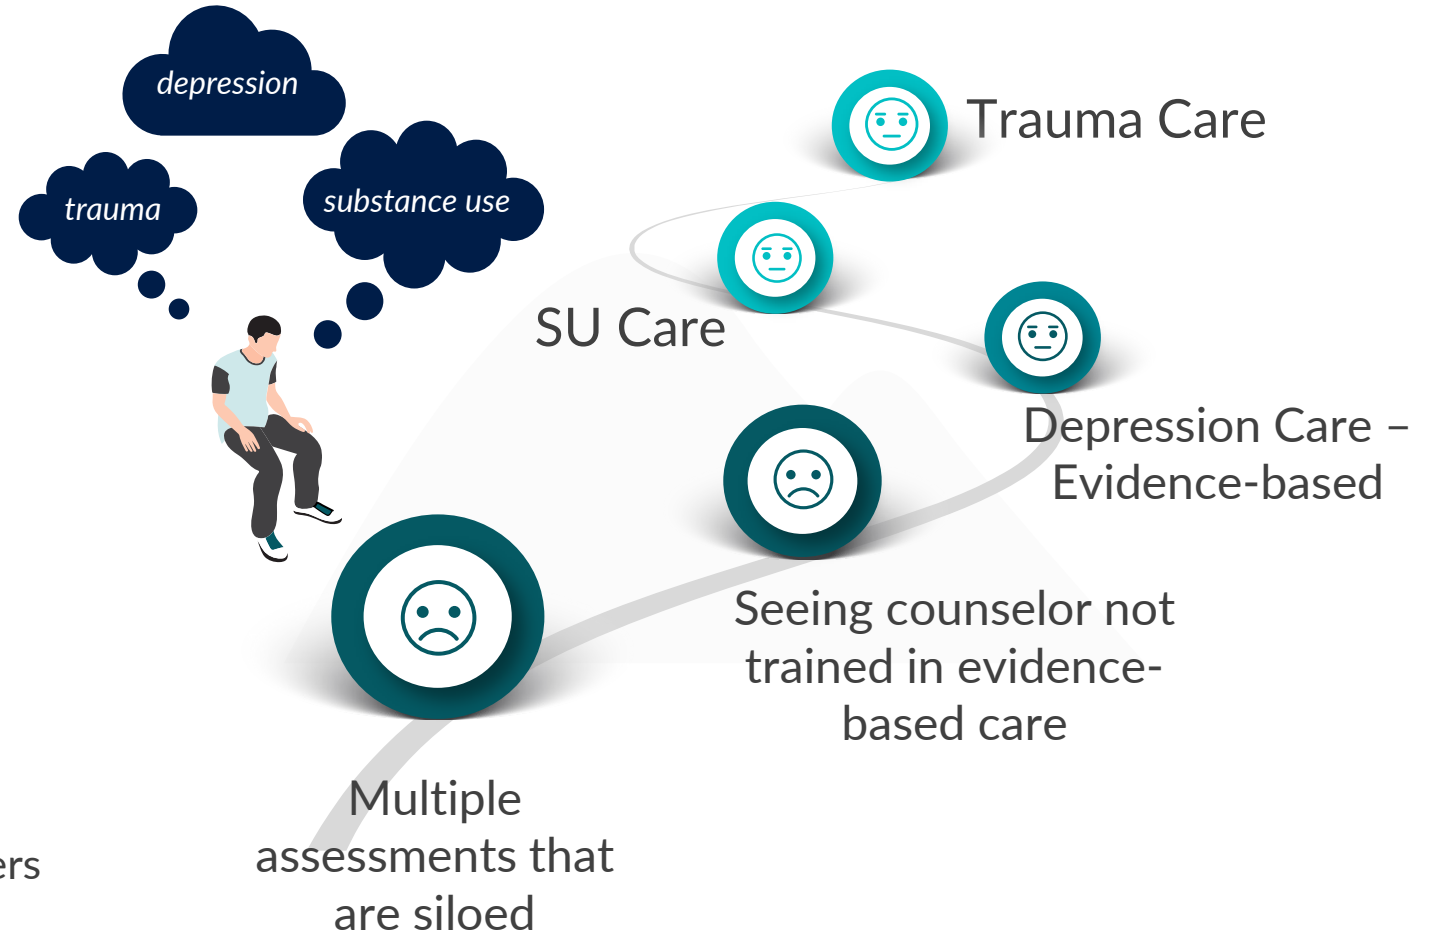 depression
trauma
substance use
Trauma Care
SU Care
Depression Care –
Evidence-based
Seeing counselor not
trained in evidence-
based care
Multiple
assessments that
are siloed
ers